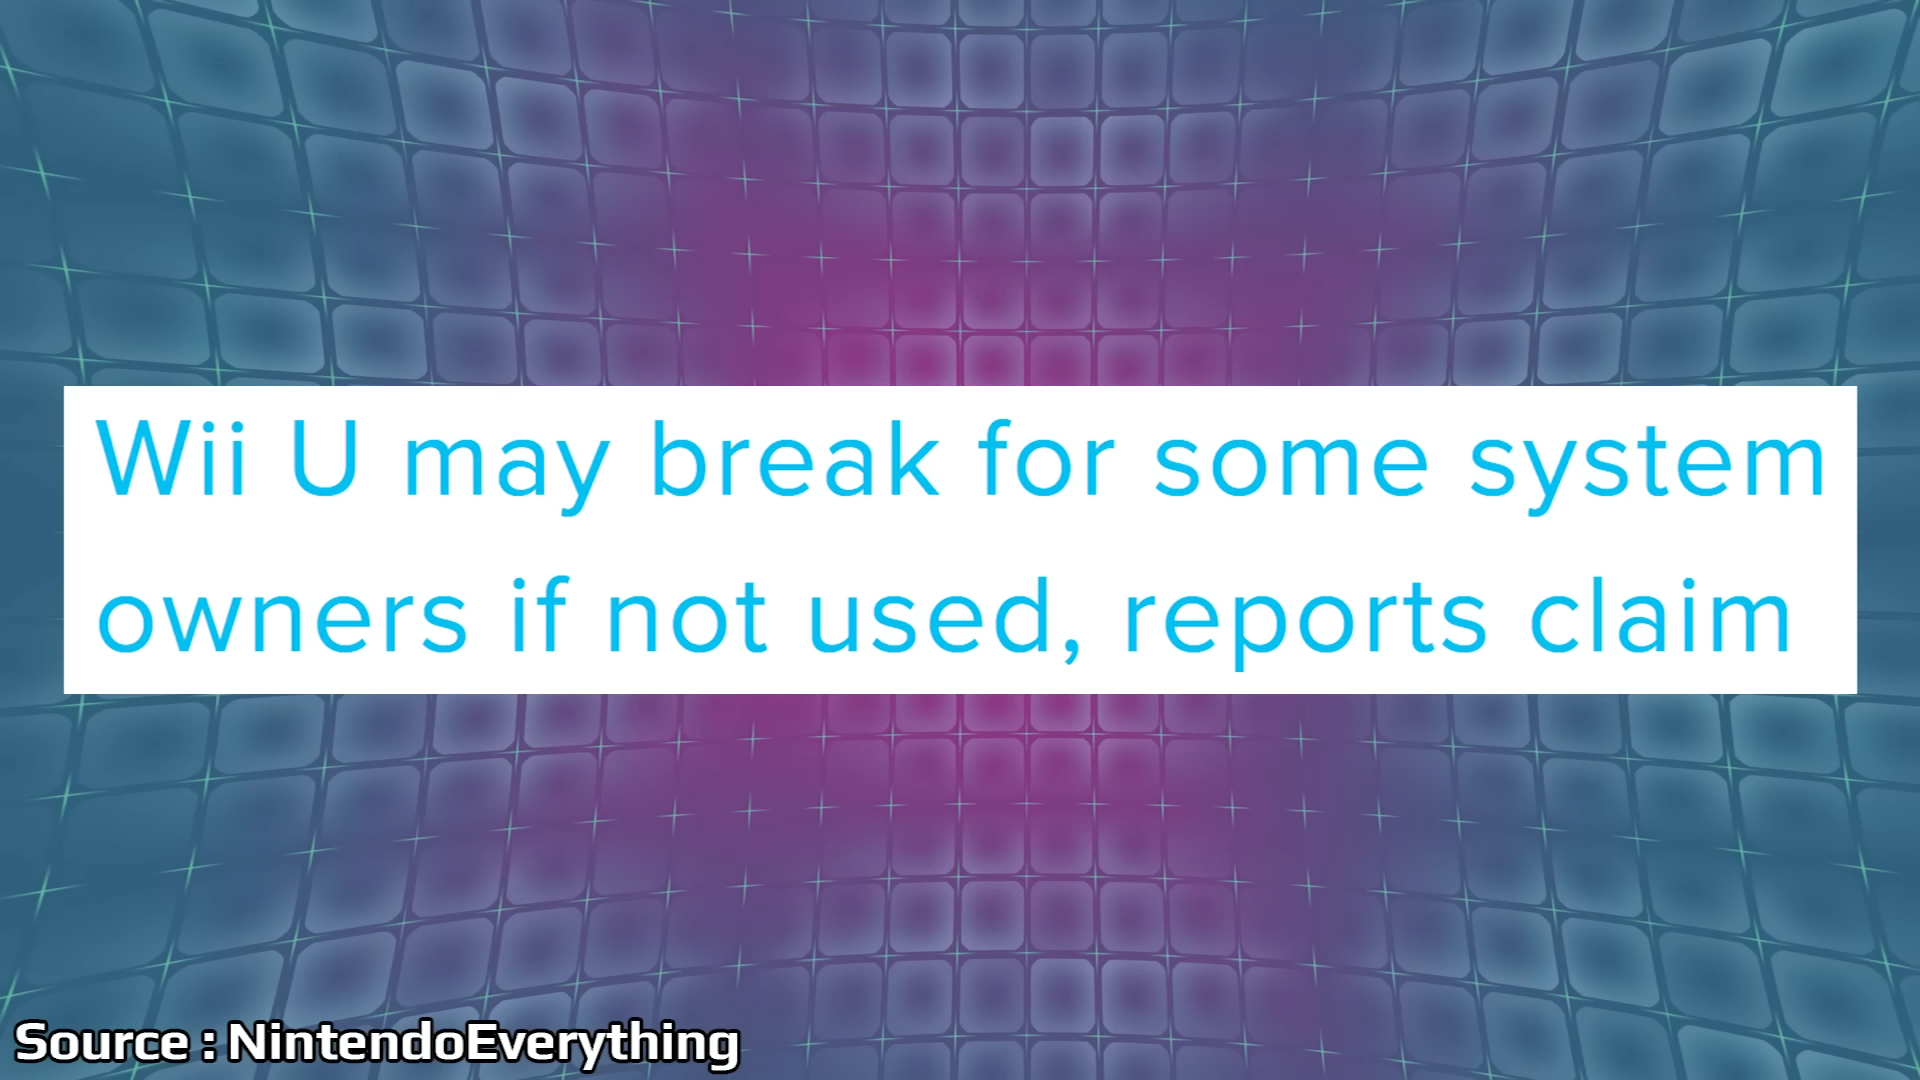 Wii U may break for some system
owners if not used, reports claim
Source : NintendoEverything